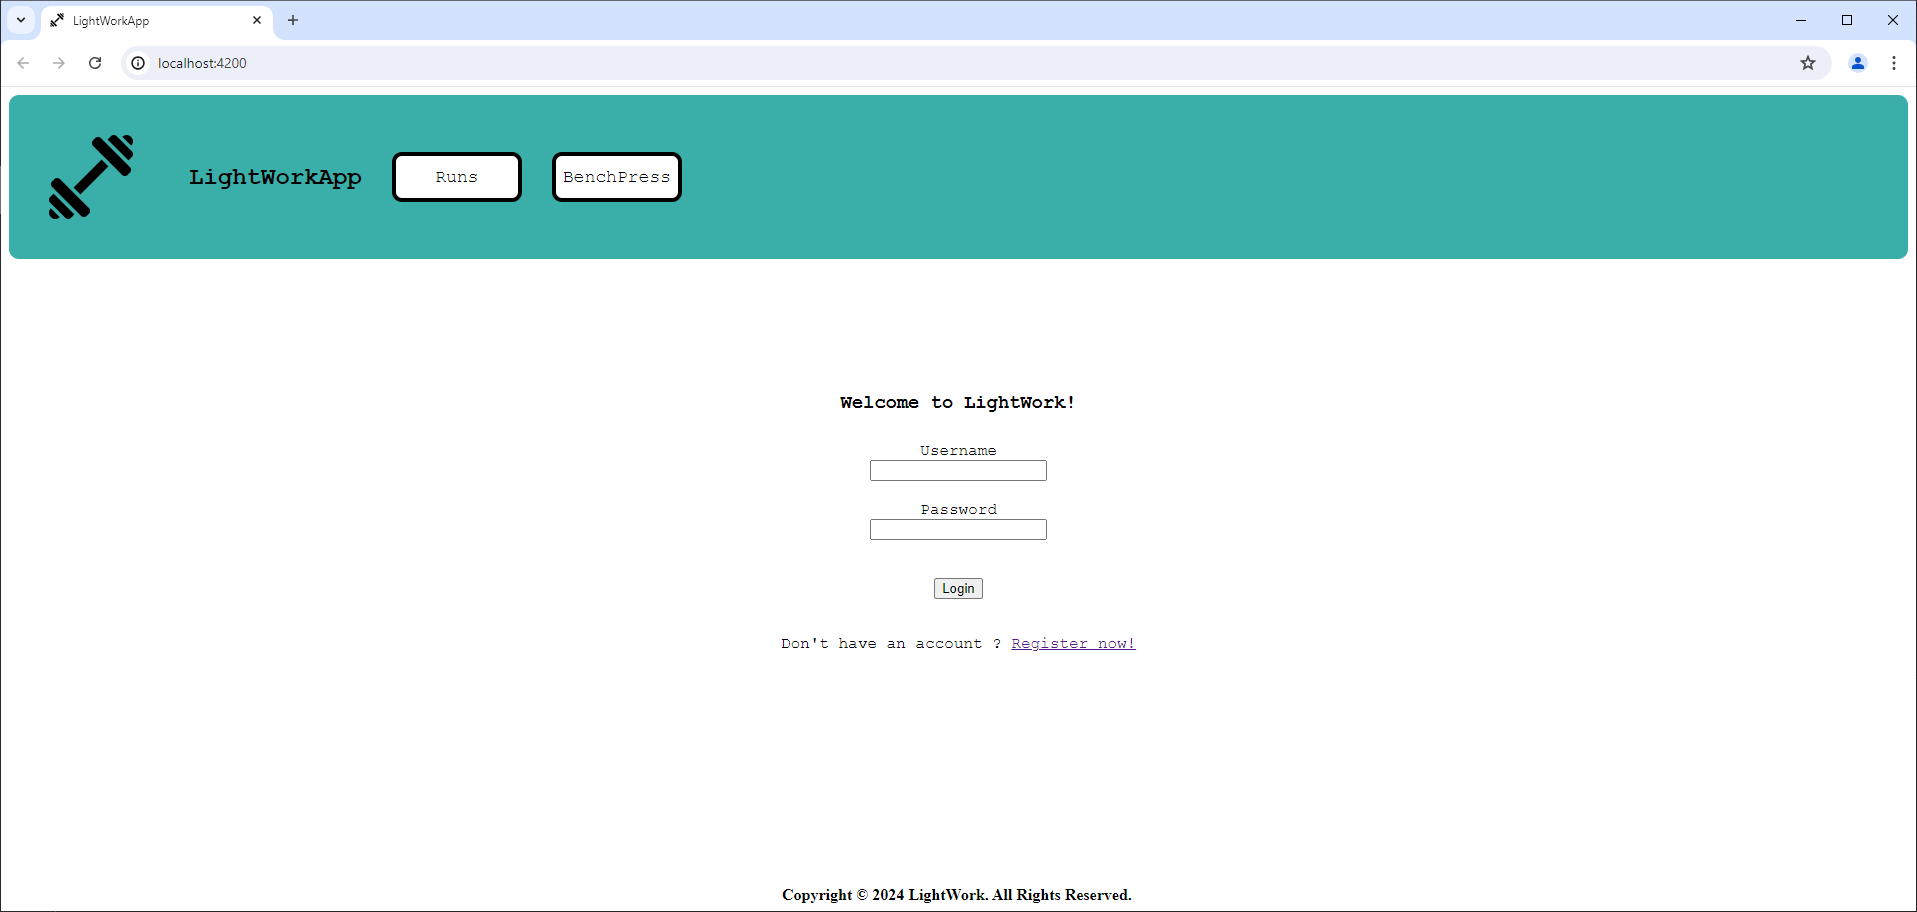 LightWorkApp
localhost:4200
LightWorkApp
Runs
BenchPress
Welcome to LightWork!
Username
Password
Login
Don't have an account ? Register now!
Copyright © 2024 LightWork. All Rights Reserved.